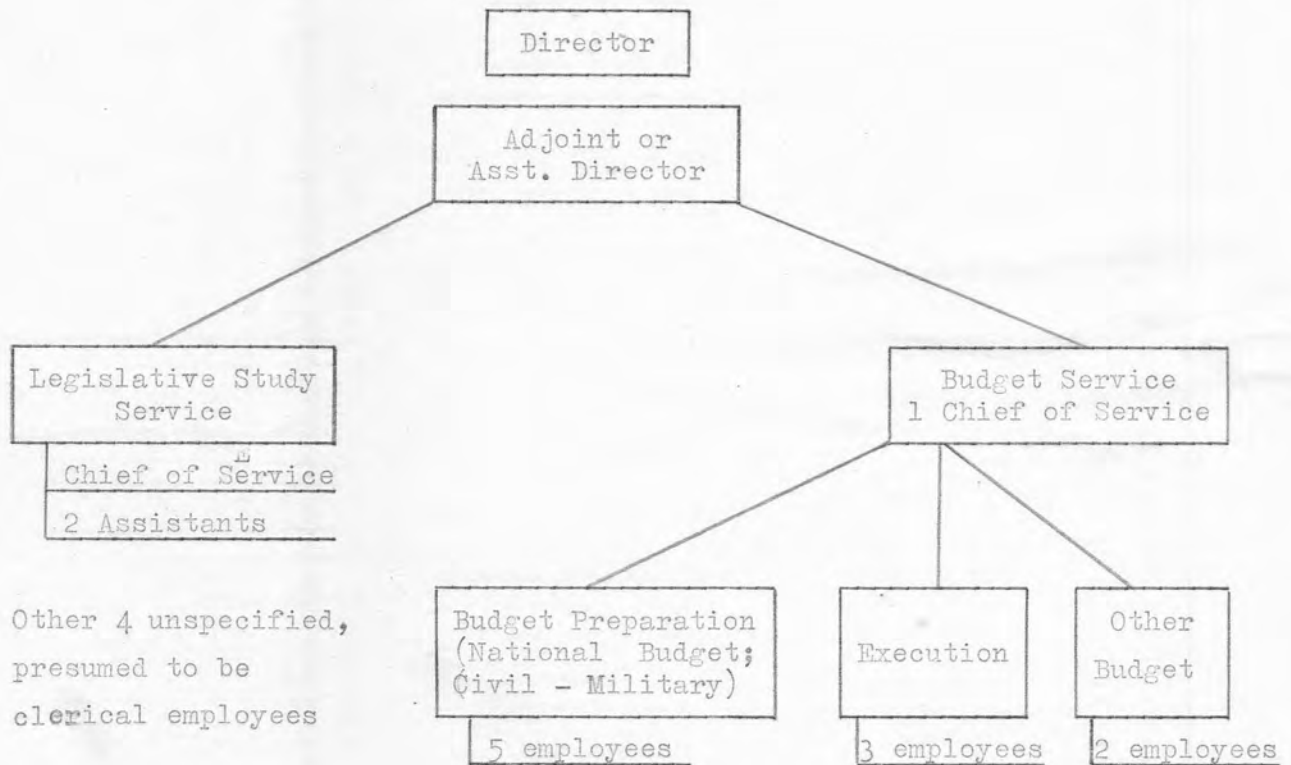 Director
Adjoint or
Asst. Director
Legislative Study
Service
Chief of Service
2 Assistants
Budget Service
1 Chief of Service
Other 4 unspecified,
presumed to be
clerical employees
Budget Preparation
(National Budget;
Civil - Military)
5 employees
Execution
3 employees
Other
Budget
2 employees